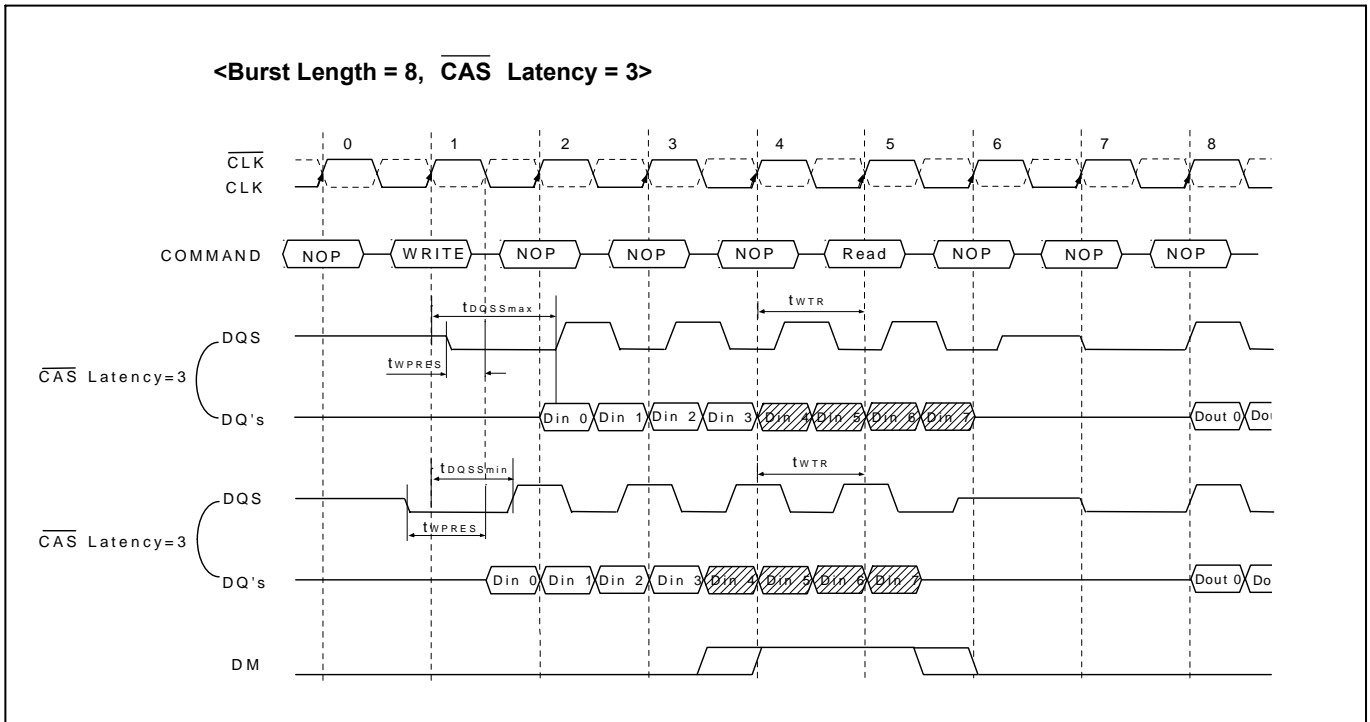 <Burst Length = 8, CAS Latency = 3>
0 1 2 3 4 5 6 7 8
CLK
CLK
COMMAND NOP WRITE NOP NOP NOP Read NOP NOP NOP
tDQSSmax tWTR
DQS
tWPRES
CAS Latency=3
DQ's Din 0 Din 1 Din 2 Din 3 Din 4 Din 5 Din 6 Din 7 Dout 0 Dou
tDQSSmin tWTR
DQS
tWPRES
CAS Latency=3
DQ's Din 0 Din 1 Din 2 Din 3 Din 4 Din 5 Din 6 Din 7 Dout 0 Do
DM